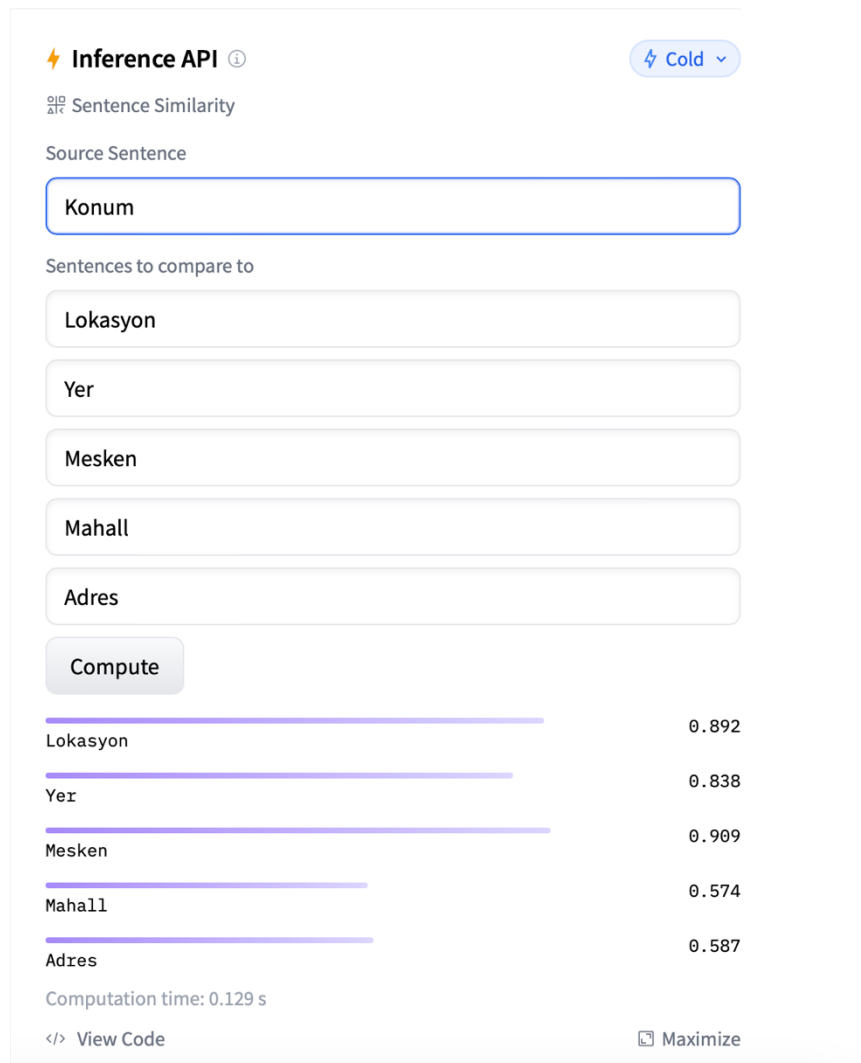 Inference API
Cold
Sentence Similarity
Source Sentence
Konum
Sentences to compare to
Lokasyon
Yer
Mesken
Mahall
Adres
Compute
0.892
Lokasyon
0.838
Yer
0.909
Mesken
0.574
Mahall
0.587
Adres
Computation time: 0.129 s
</> View Code
Maximize